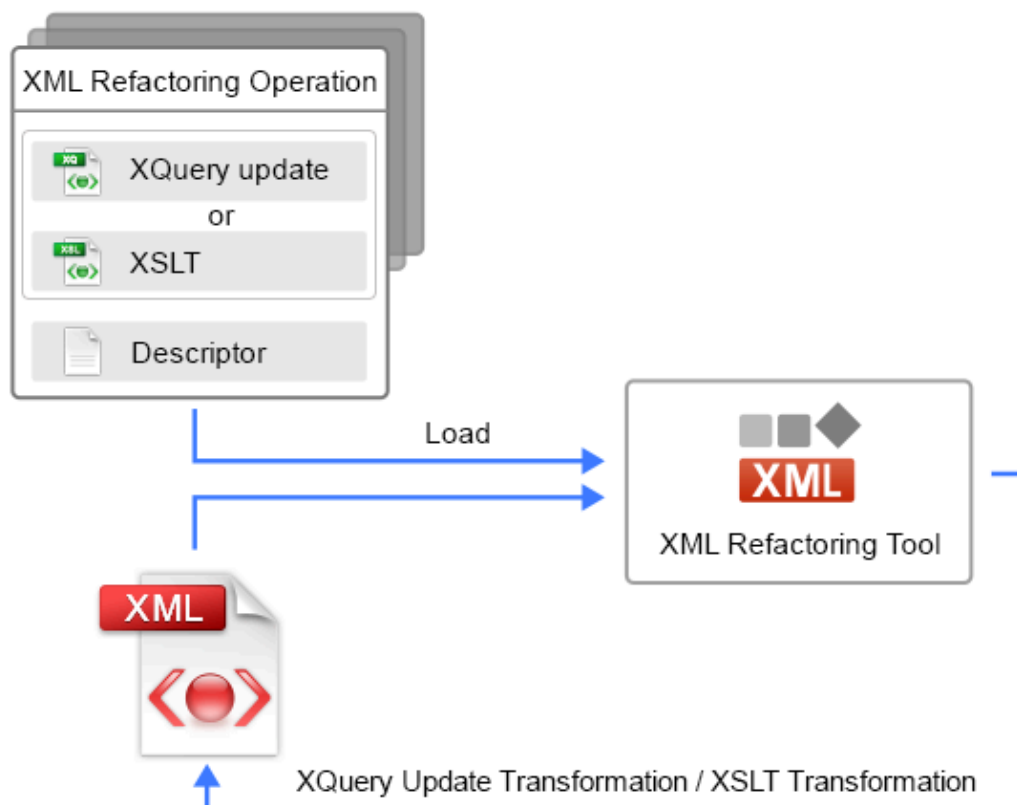 XML Refactoring Operation
XQ
XQuery update
or
XSL
XSLT
Descriptor
Load
XML
XML Refactoring Tool
XML
XQuery Update Transformation / XSLT Transformation